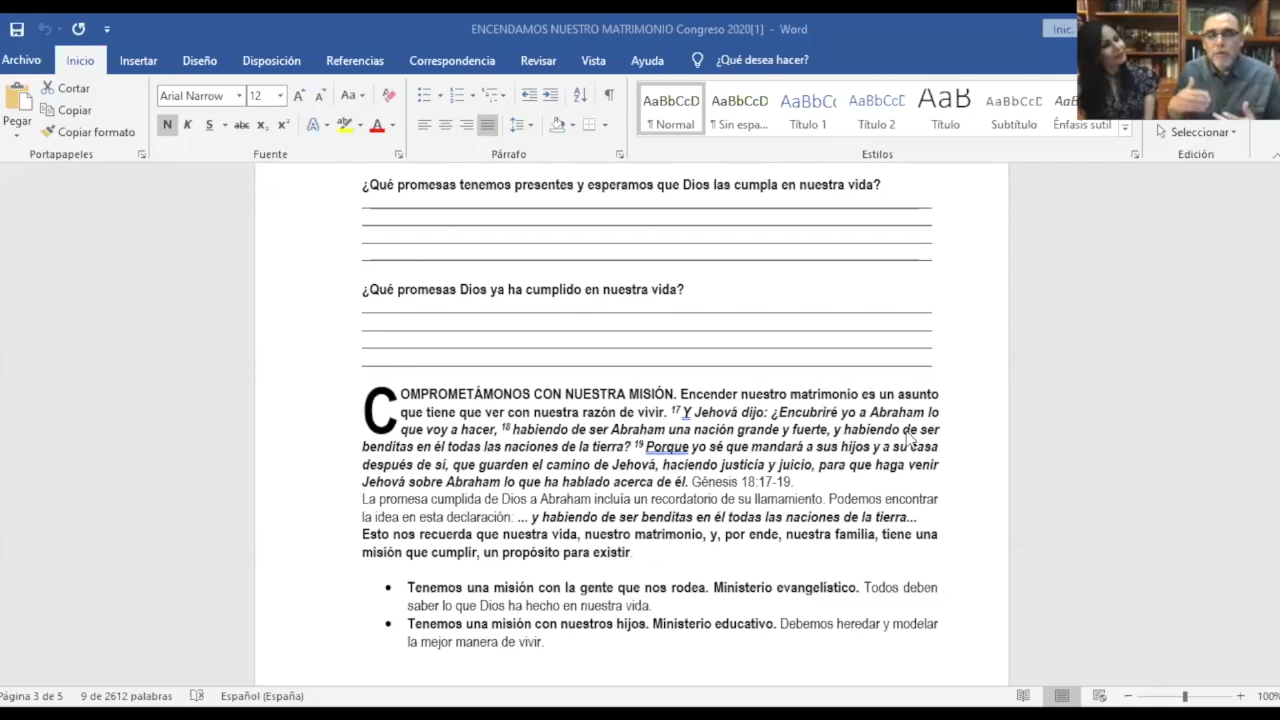 ENCENDAMOS NUESTRO MATRIMONIO Congreso 2020[1] - Word
Inic.
Archivo Inicio Insertar Diseño Disposición Referencias Correspondencia Revisar Vista Ayuda ¿Qué desea hacer?
Pegar
Cortar
Copiar
Copiar formato
Arial Narrow 12
Aa
N K S abc x₂ x² A A
AaBbCcD AaBbCcD AaBbCc AaBbCcD AaB AaBbCcD
¶ Normal ¶ Sin espa... Título 1 Título 2 Título Subtítulo Énfasis sutil
Seleccionar
Portapapeles Fuente Párrafo Estilos Edición
¿Qué promesas tenemos presentes y esperamos que Dios las cumpla en nuestra vida?
¿Qué promesas Dios ya ha cumplido en nuestra vida?
COMPROMETÁMONOS CON NUESTRA MISIÓN. Encender nuestro matrimonio es un asunto
que tiene que ver con nuestra razón de vivir. ¹⁷ Y Jehová dijo: ¿Encubriré yo a Abraham lo
que voy a hacer, ¹⁸ habiendo de ser Abraham una nación grande y fuerte, y habiendo de ser
benditas en él todas las naciones de la tierra? ¹⁹ Porque yo sé que mandará a sus hijos y a su casa
después de sí, que guarden el camino de Jehová, haciendo justicia y juicio, para que haga venir
Jehová sobre Abraham lo que ha hablado acerca de él. Génesis 18:17-19.
La promesa cumplida de Dios a Abraham incluía un recordatorio de su llamamiento. Podemos encontrar
la idea en esta declaración: ... y habiendo de ser benditas en él todas las naciones de la tierra...
Esto nos recuerda que nuestra vida, nuestro matrimonio, y, por ende, nuestra familia, tiene una
misión que cumplir, un propósito para existir.
• Tenemos una misión con la gente que nos rodea. Ministerio evangelístico. Todos deben
saber lo que Dios ha hecho en nuestra vida.
• Tenemos una misión con nuestros hijos. Ministerio educativo. Debemos heredar y modelar
la mejor manera de vivir.
Página 3 de 5 9 de 2612 palabras Español (España) 100%